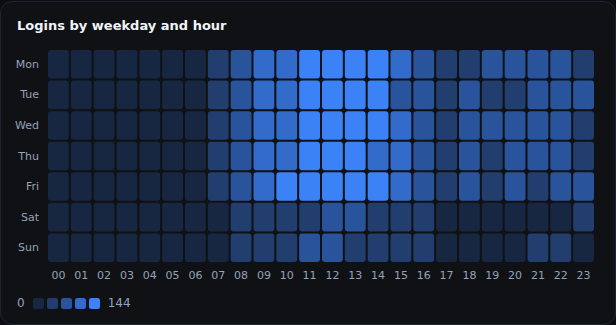 Logins by weekday and hour
Mon
Tue
Wed
Thu
Fri
Sat
Sun
00 01 02 03 04 05 06 07 08 09 10 11 12 13 14 15 16 17 18 19 20 21 22 23
0 144